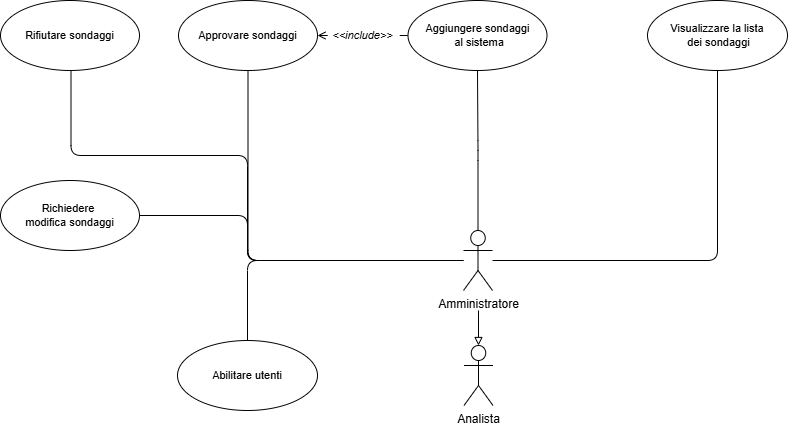 Rifiutare sondaggi
Approvare sondaggi
<<include>>
Aggiungere sondaggi
al sistema
Visualizzare la lista
dei sondaggi
Richiedere
modifica sondaggi
Amministratore
Abilitare utenti
Analista